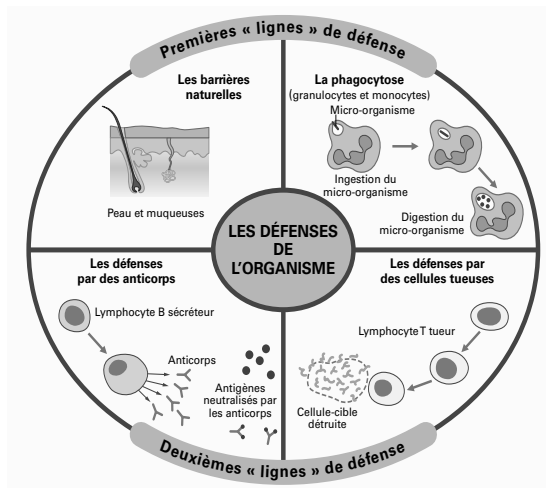 Premières « lignes » de défense
Les barrières
naturelles
Peau et muqueuses
La phagocytose
(granulocytes et monocytes)
Micro-organisme
Ingestion du
micro-organisme
Digestion du
micro-organisme
LES DÉFENSES
DE
L'ORGANISME
Les défenses
par des anticorps
Lymphocyte B sécréteur
Anticorps
Antigènes
neutralisés par
les anticorps
Les défenses par
des cellules tueuses
Lymphocyte T tueur
Cellule-cible
détruite
Deuxièmes « lignes » de défense